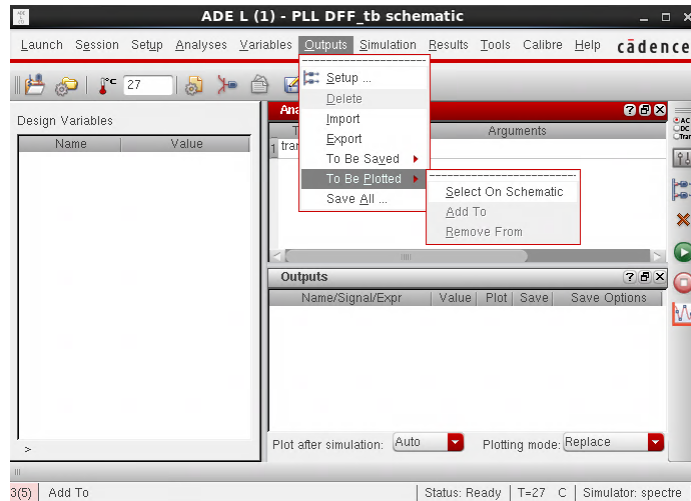 ADE L (1) - PLL DFF_tb schematic
Launch Session Setup Analyses Variables Outputs Simulation Results Tools Calibre Help cādence
27
Setup ...
Delete
Import
Export
To Be Saved
To Be Plotted
Save All ...
Select On Schematic
Add To
Remove From
Design Variables
Name Value
>
Ana
Arguments
1 tran
AC
DC
Trans
Outputs
Name/Signal/Expr Value Plot Save Save Options
Plot after simulation: Auto Plotting mode: Replace
3(5) Add To Status: Ready T=27 C Simulator: spectre